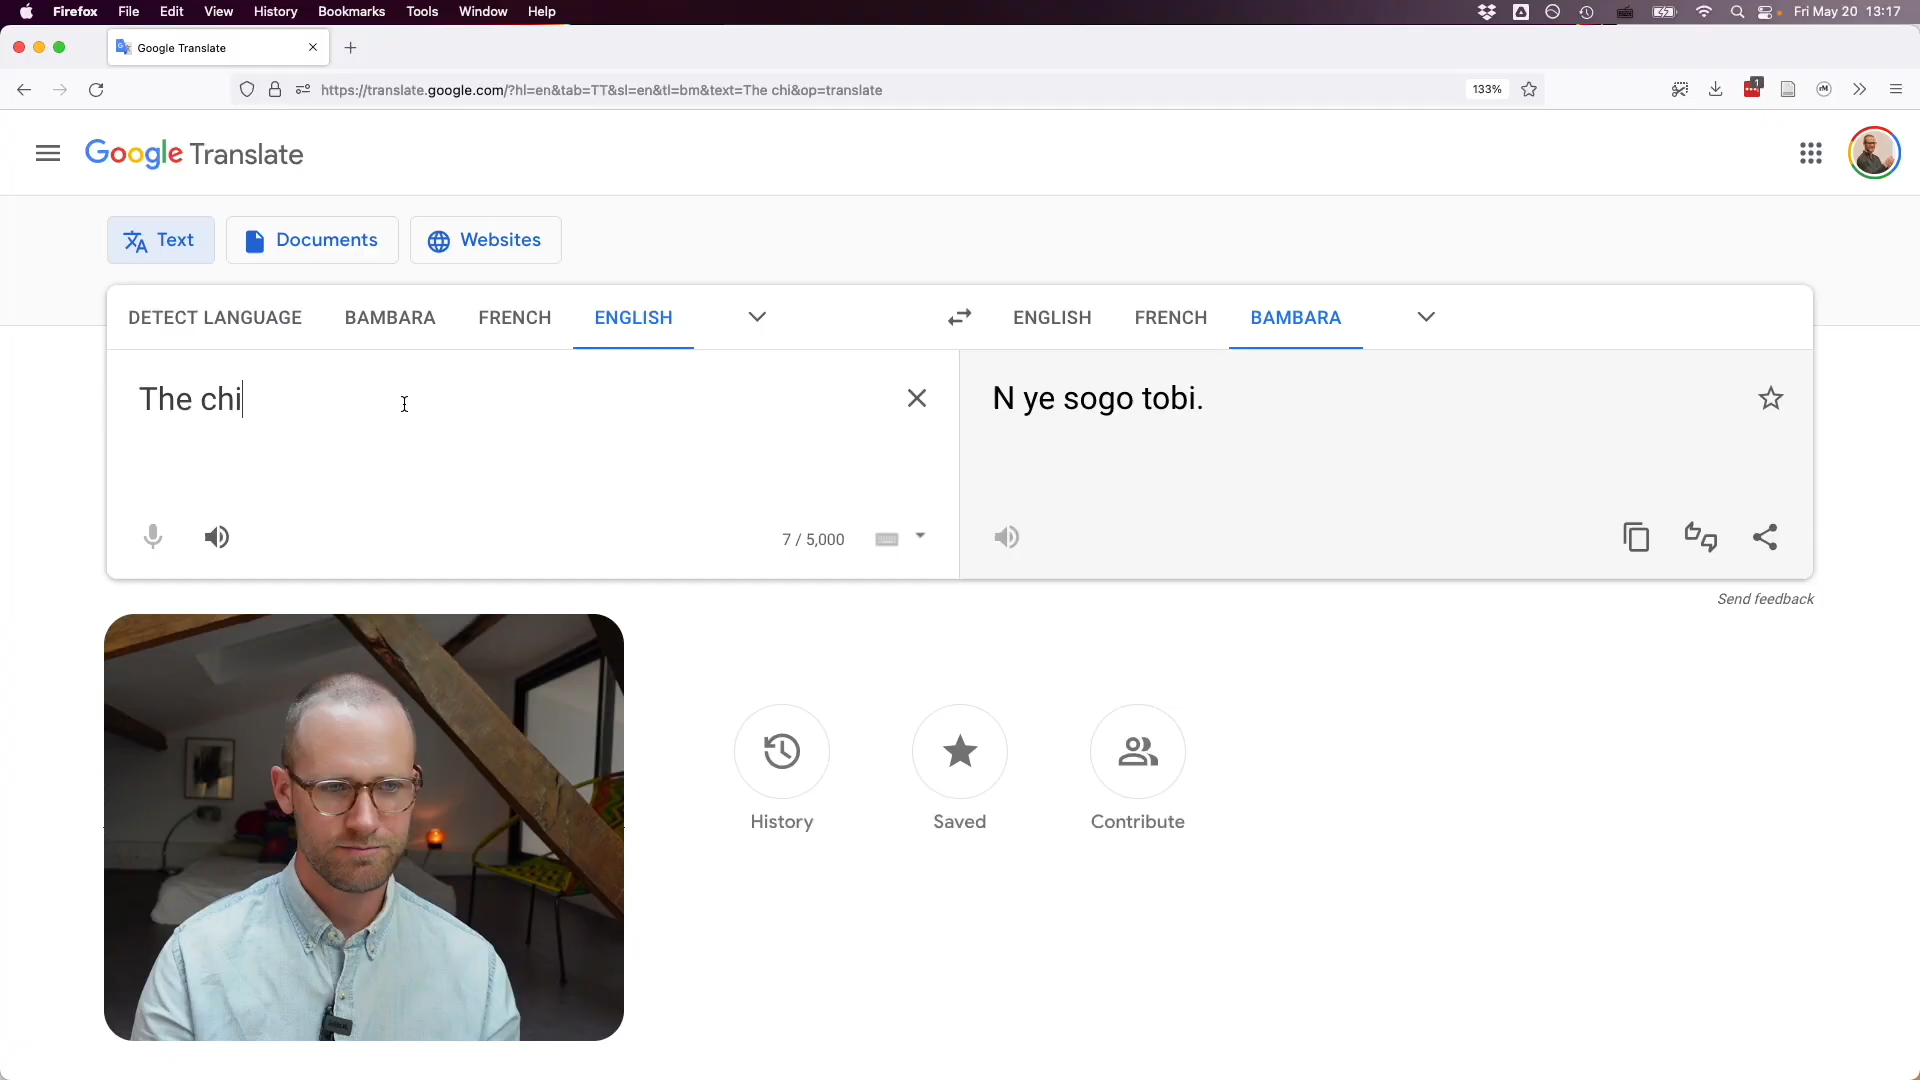 Firefox File Edit View History Bookmarks Tools Window Help Fri May 20 13:17
Google Translate
https://translate.google.com/?hl=en&tab=TT&sl=en&tl=bm&text=The chi&op=translate 133% 1
Google Translate
Text Documents Websites
DETECT LANGUAGE BAMBARA FRENCH ENGLISH ENGLISH FRENCH BAMBARA
The chi N ye sogo tobi.
7 / 5,000
Send feedback
History Saved Contribute